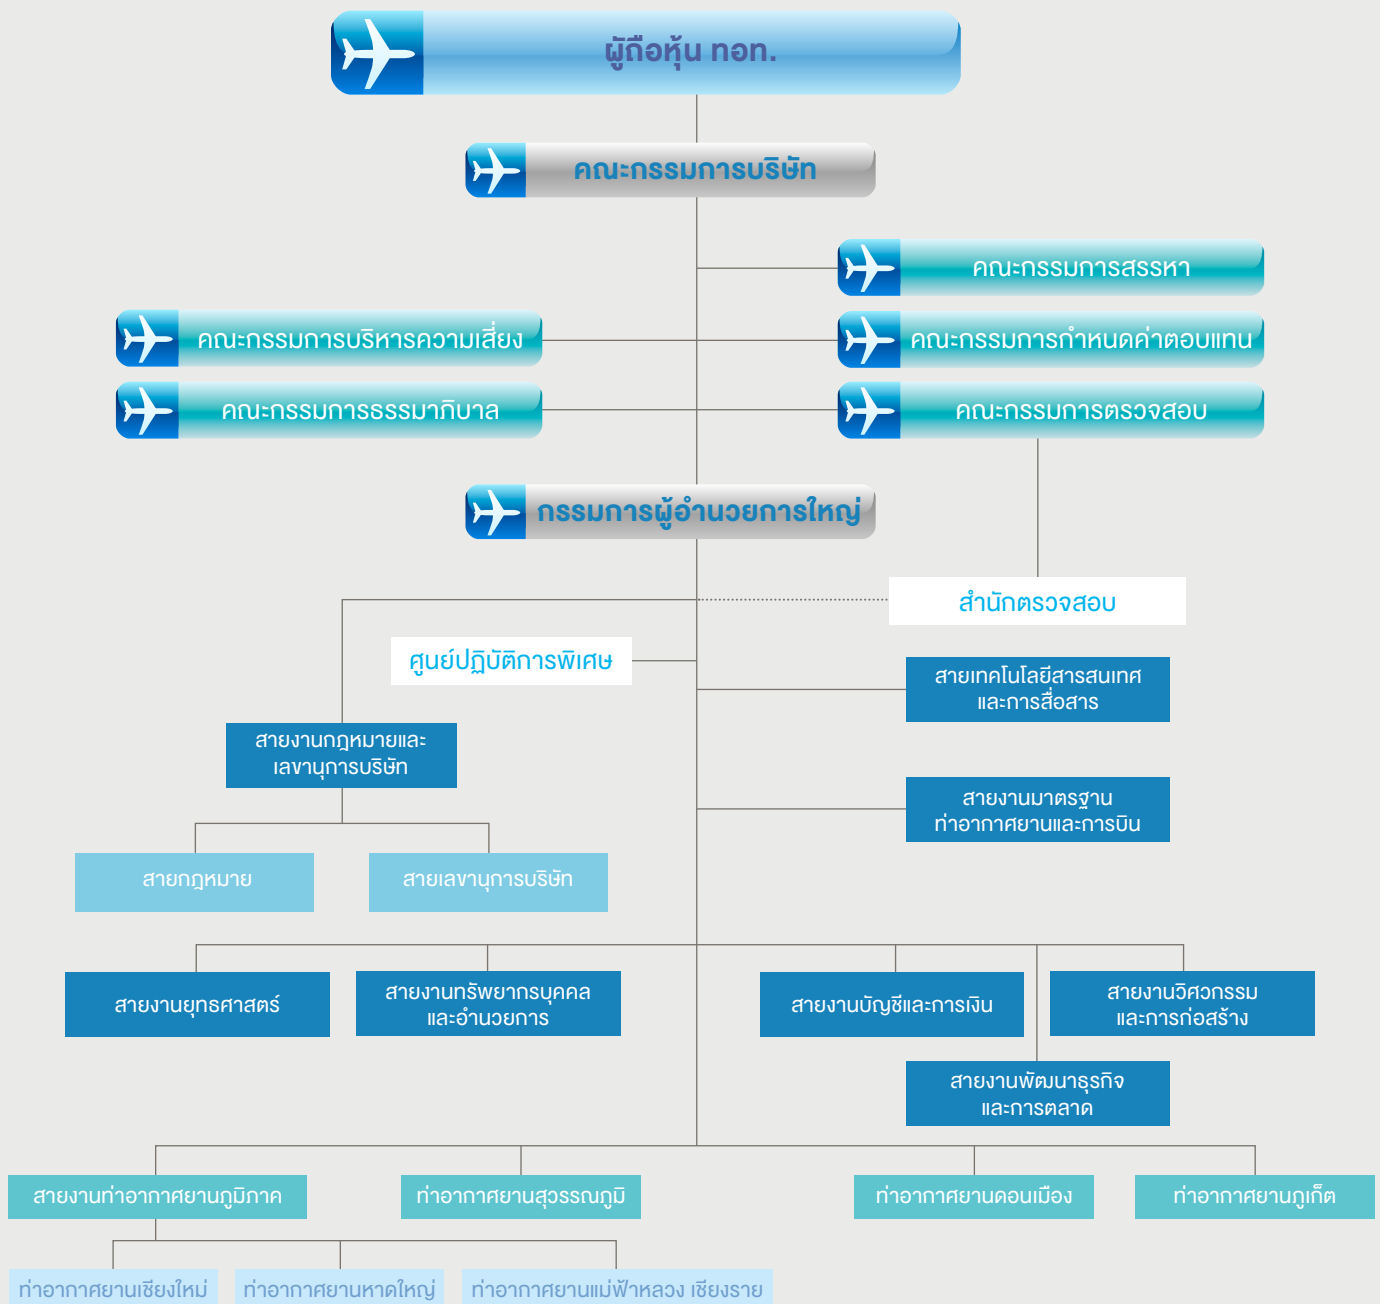 ผู้ถือหุ้น ทอท.
คณะกรรมการบริษัท
คณะกรรมการสรรหา
คณะกรรมการบริหารความเสี่ยง
คณะกรรมการกำหนดค่าตอบแทน
คณะกรรมการธรรมาภิบาล
คณะกรรมการตรวจสอบ
กรรมการผู้อำนวยการใหญ่
สำนักตรวจสอบ
ศูนย์ปฏิบัติการพิเศษ
สายเทคโนโลยีสารสนเทศ
และการสื่อสาร
สายงานกฎหมายและ
เลขานุการบริษัท
สายงานมาตรฐาน
ท่าอากาศยานและการบิน
สายกฎหมาย
สายเลขานุการบริษัท
สายงานยุทธศาสตร์
สายงานทรัพยากรบุคคล
และอำนวยการ
สายงานบัญชีและการเงิน
สายงานวิศวกรรม
และการก่อสร้าง
สายงานพัฒนาธุรกิจ
และการตลาด
สายงานท่าอากาศยานภูมิภาค
ท่าอากาศยานสุวรรณภูมิ
ท่าอากาศยานดอนเมือง
ท่าอากาศยานภูเก็ต
ท่าอากาศยานเชียงใหม่
ท่าอากาศยานหาดใหญ่
ท่าอากาศยานแม่ฟ้าหลวง เชียงราย